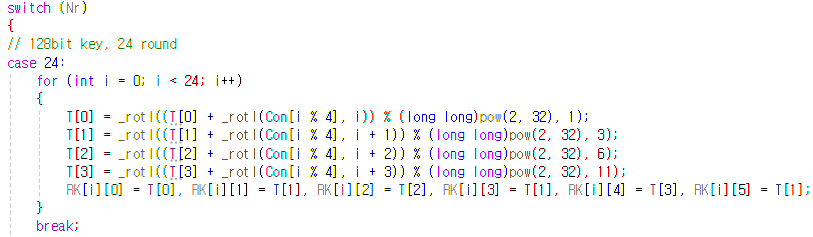 switch (Nr)
{
// 128bit key, 24 round
case 24:
for (int i = 0; i < 24; i++)
{
T[0] = _rotl((T[0] + _rotl(Con[i % 4], i)) % (long long)pow(2, 32), 1);
T[1] = _rotl((T[1] + _rotl(Con[i % 4], i + 1)) % (long long)pow(2, 32), 3);
T[2] = _rotl((T[2] + _rotl(Con[i % 4], i + 2)) % (long long)pow(2, 32), 6);
T[3] = _rotl((T[3] + _rotl(Con[i % 4], i + 3)) % (long long)pow(2, 32), 11);
RK[i][0] = T[0], RK[i][1] = T[1], RK[i][2] = T[2], RK[i][3] = T[1], RK[i][4] = T[3], RK[i][5] = T[1];
}
break;